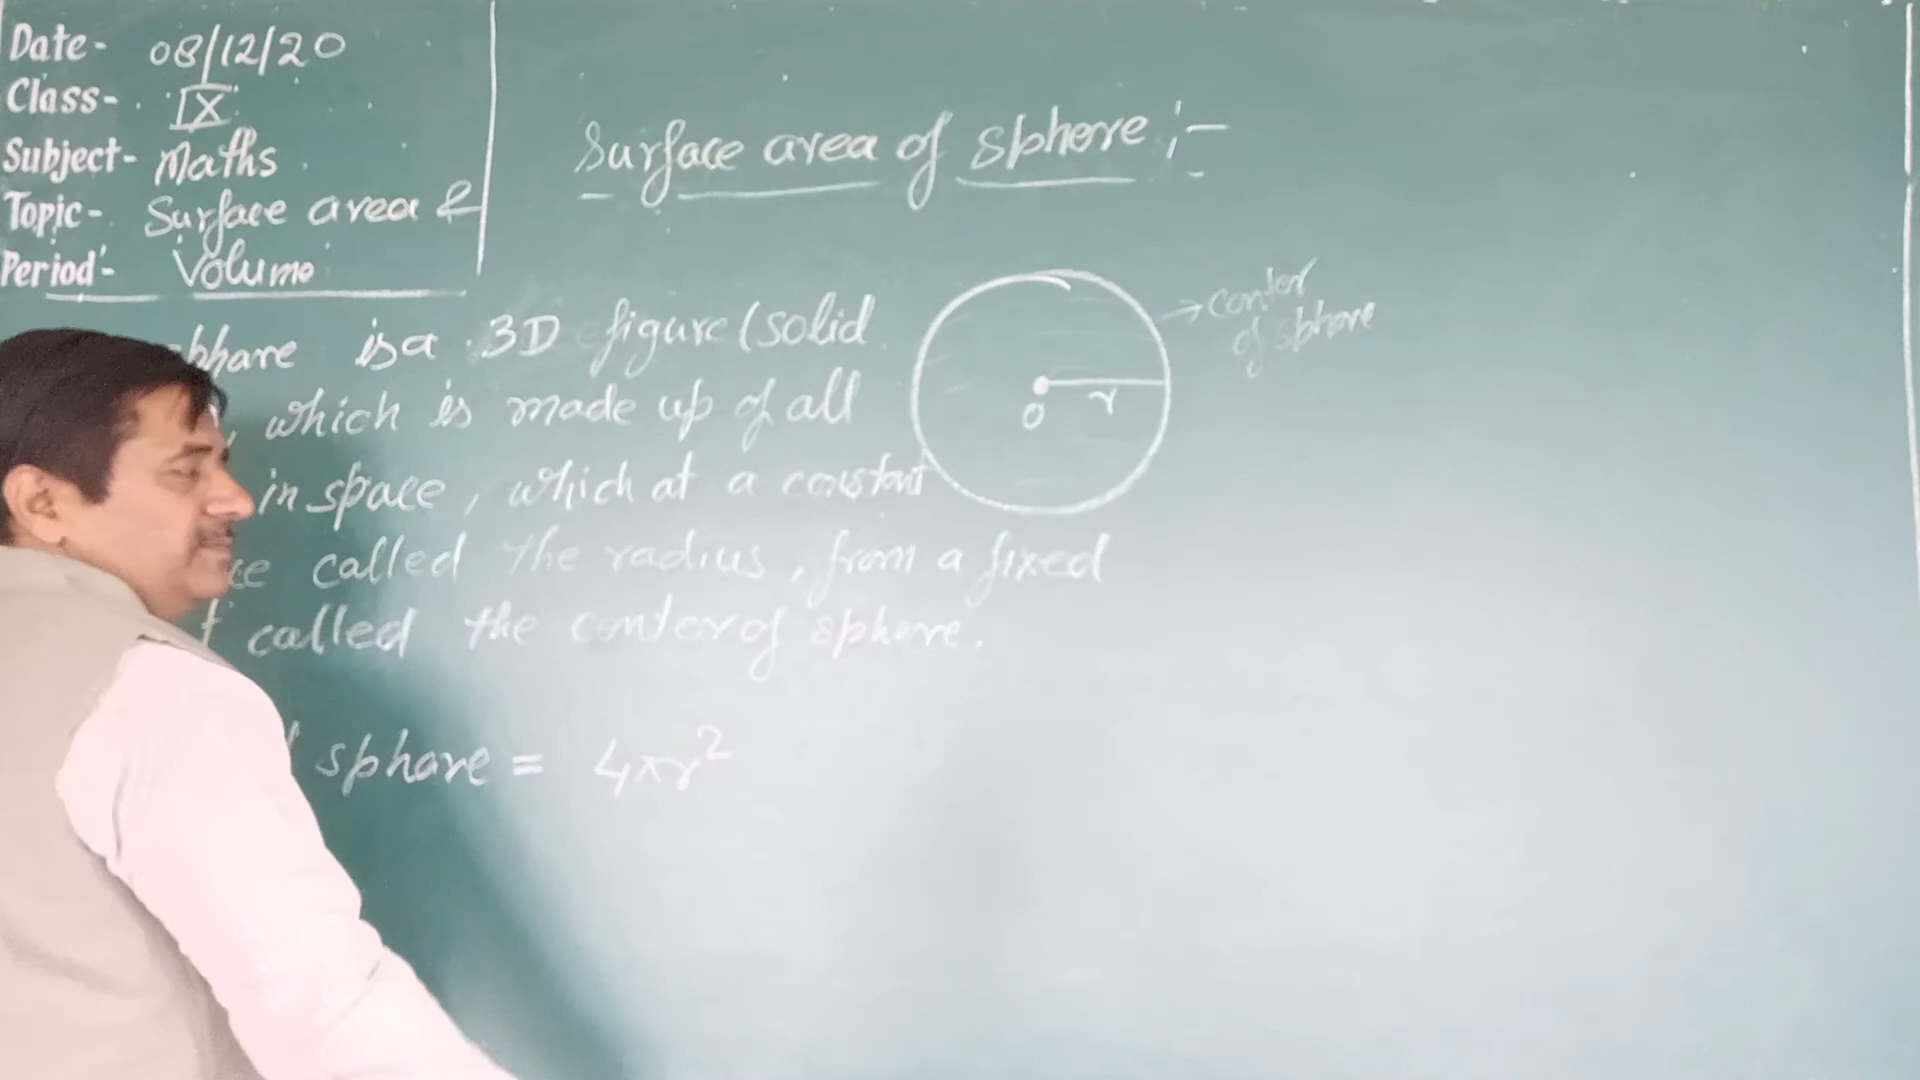 Date- 08/12/20
Class- IX
Subject- Maths
Topic- Surface area &
Period- Volume
Surface area of sphere :-
phare is a 3D figure (solid
, which is made up of all
in space, which at a constant
ce called the radius, from a fixed
t called the center of sphere.
sphare = 4πr²
O r
→ center
of sphere